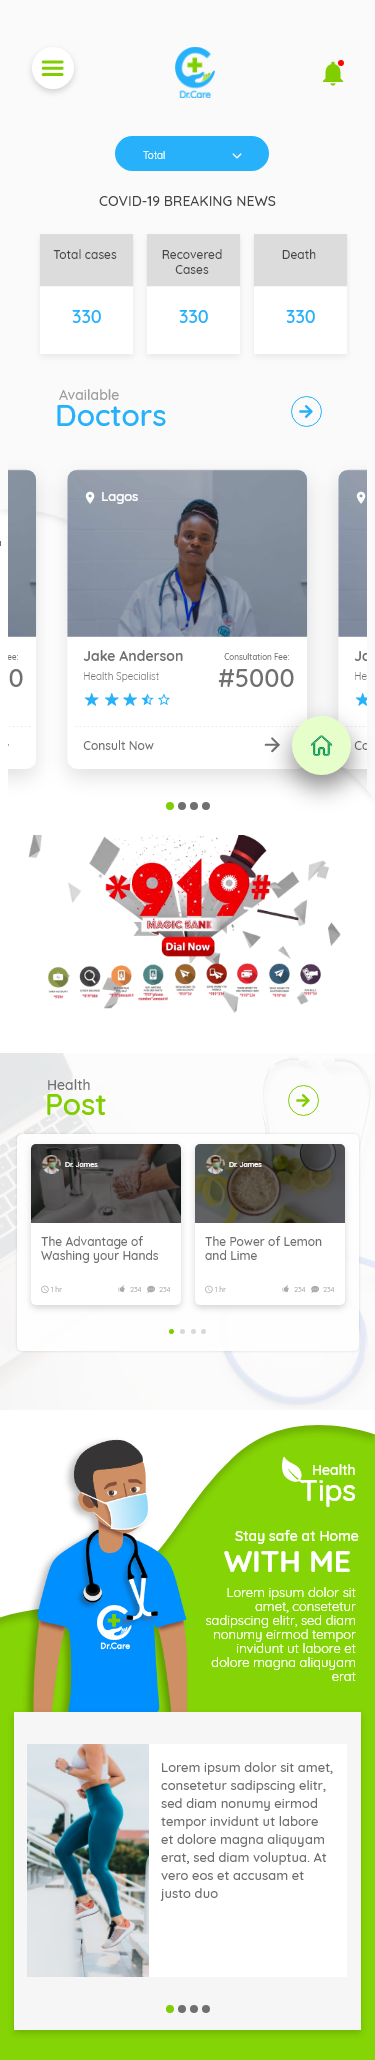 Dr.Care
Total
COVID-19 BREAKING NEWS
Total cases
Recovered
Cases
Death
330
330
330
Available
Doctors
Lagos
Jake Anderson
Health Specialist
Consultation Fee:
#5000
Consult Now
ee:
0
Ja
He
Co
*919#
MAGIC BANK
Dial Now
Health
Post
Dr. James
The Advantage of
Washing your Hands
1 hr
234
234
Dr. James
The Power of Lemon
and Lime
1 hr
234
234
Health
Tips
Stay safe at Home
WITH ME
Lorem ipsum dolor sit
amet, consetetur
sadipscing elitr, sed diam
nonumy eirmod tempor
invidunt ut labore et
dolore magna aliquyam
erat
Dr.Care
Lorem ipsum dolor sit amet,
consetetur sadipscing elitr,
sed diam nonumy eirmod
tempor invidunt ut labore
et dolore magna aliquyam
erat, sed diam voluptua. At
vero eos et accusam et
justo duo